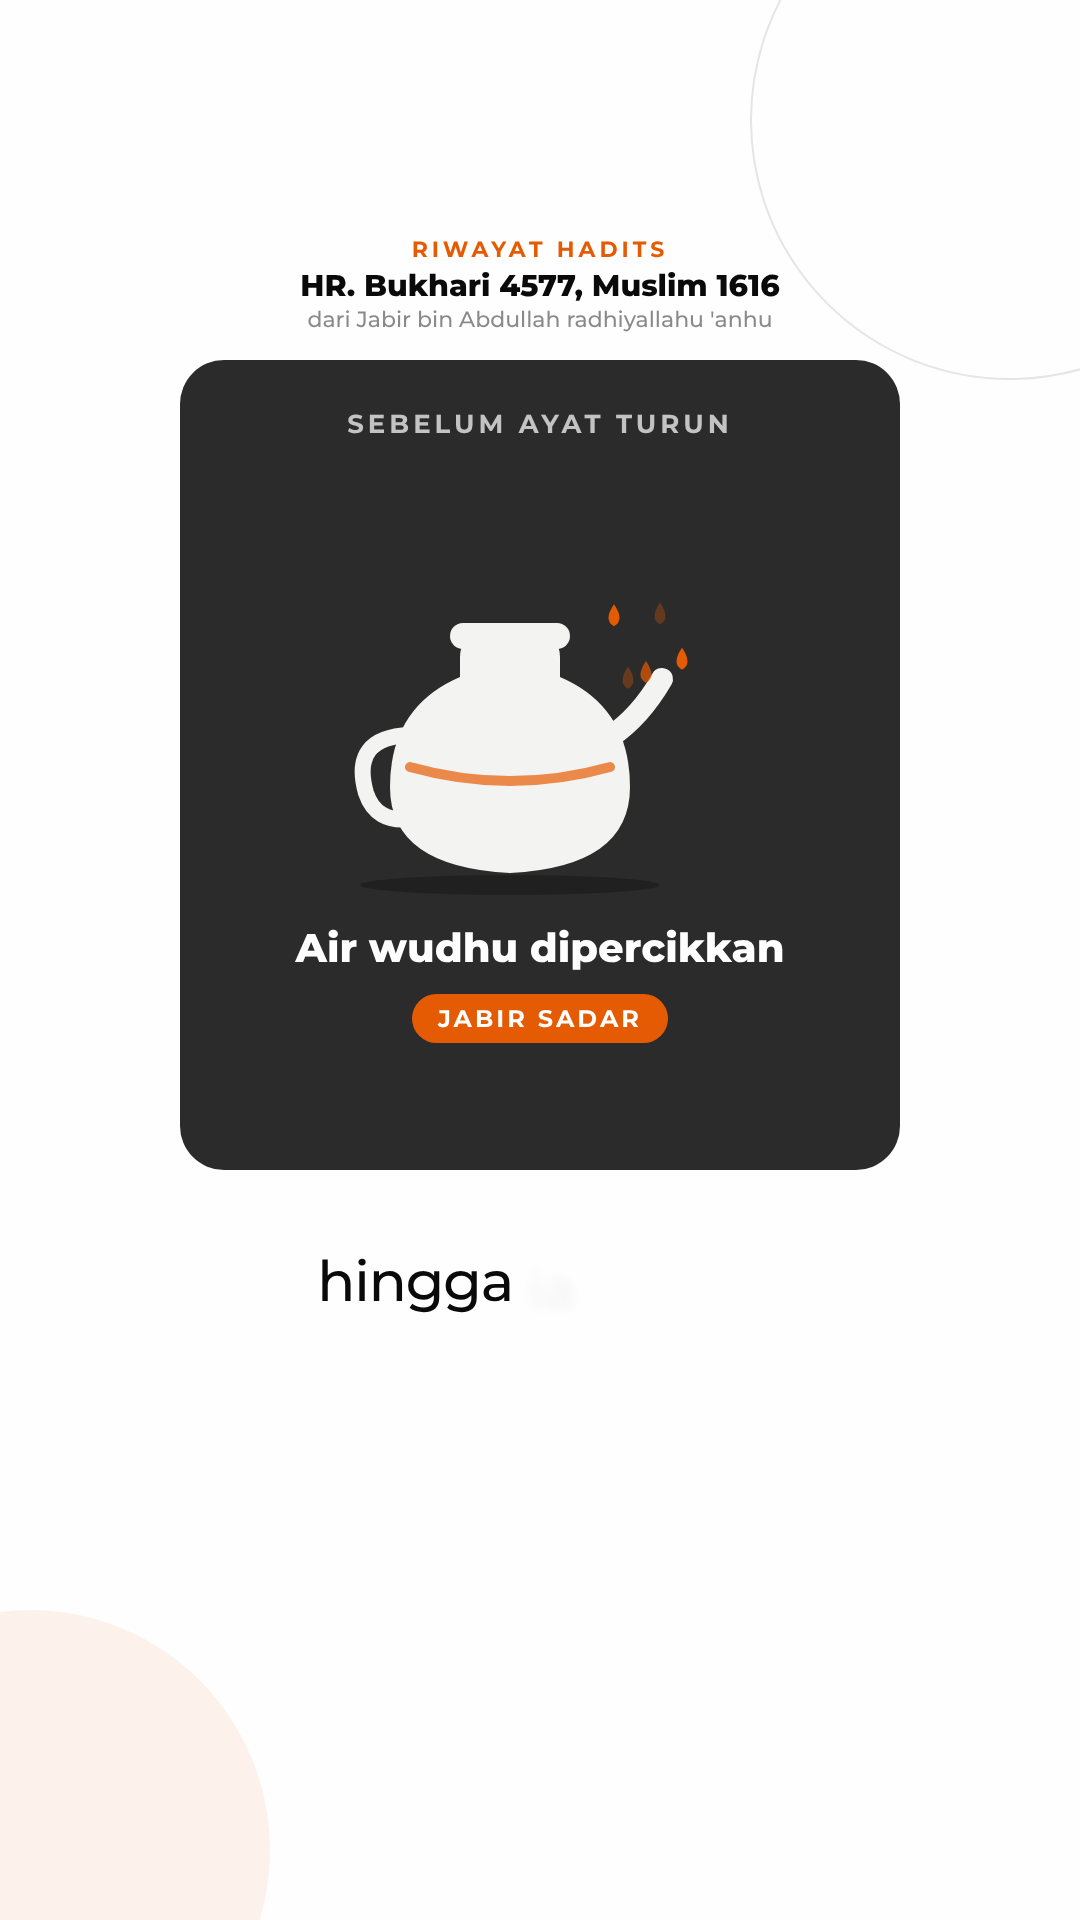 RIWAYAT HADITS
HR. Bukhari 4577, Muslim 1616
dari Jabir bin Abdullah radhiyallahu 'anhu
SEBELUM AYAT TURUN
Air wudhu dipercikkan
JABIR SADAR
hingga